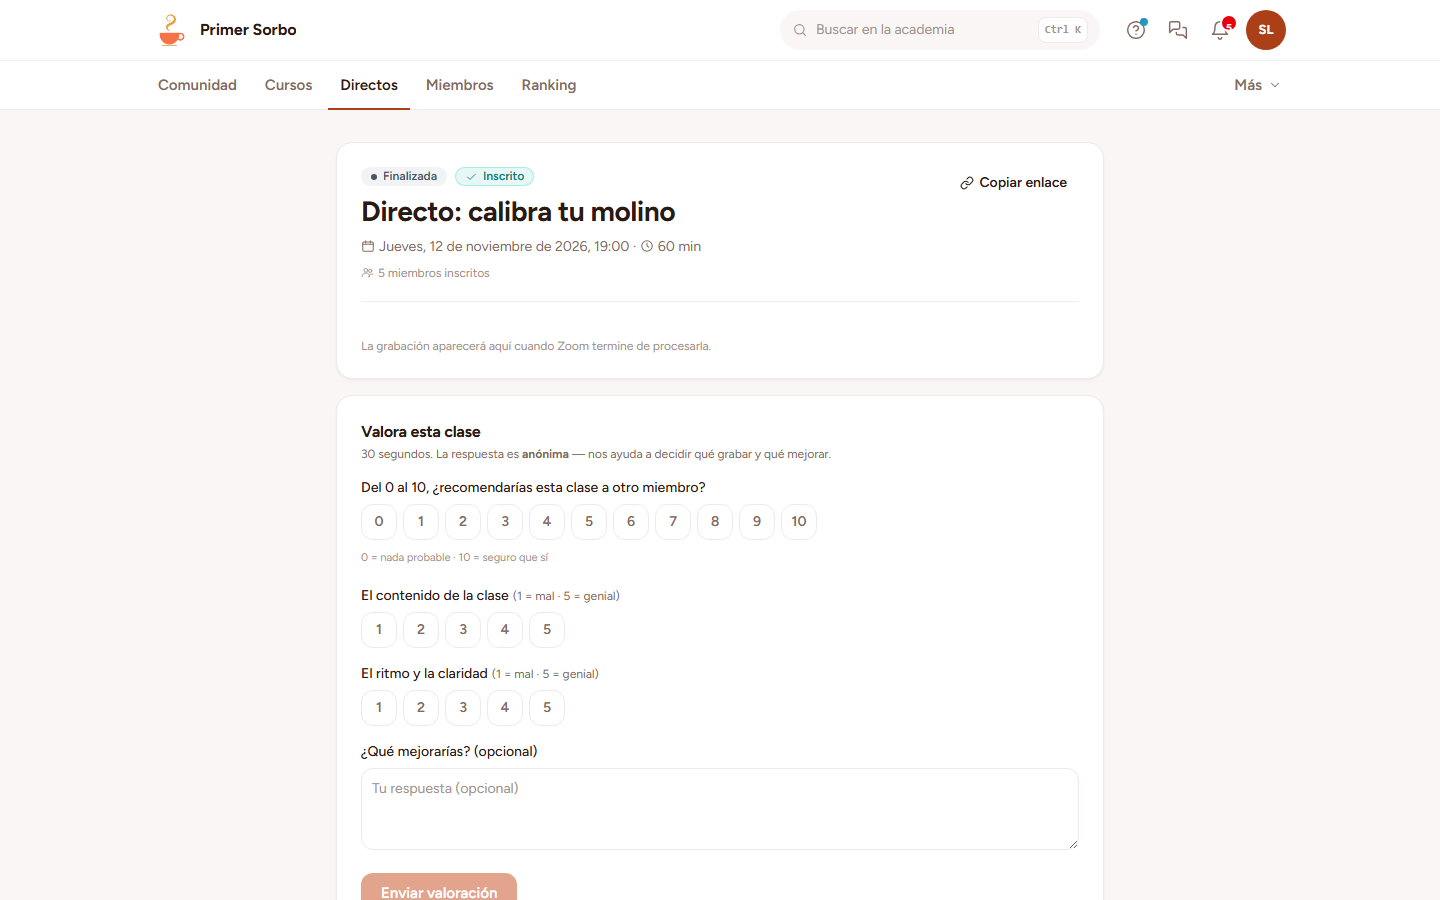 Primer Sorbo
Buscar en la academia
Ctrl K
5
SL
Comunidad
Cursos
Directos
Miembros
Ranking
Más
Finalizada
Inscrito
Copiar enlace
Directo: calibra tu molino
Jueves, 12 de noviembre de 2026, 19:00 · 60 min
5 miembros inscritos
La grabación aparecerá aquí cuando Zoom termine de procesarla.
Valora esta clase
30 segundos. La respuesta es anónima — nos ayuda a decidir qué grabar y qué mejorar.
Del 0 al 10, ¿recomendarías esta clase a otro miembro?
0 1 2 3 4 5 6 7 8 9 10
0 = nada probable · 10 = seguro que sí
El contenido de la clase (1 = mal · 5 = genial)
1 2 3 4 5
El ritmo y la claridad (1 = mal · 5 = genial)
1 2 3 4 5
¿Qué mejorarías? (opcional)
Tu respuesta (opcional)
Enviar valoración